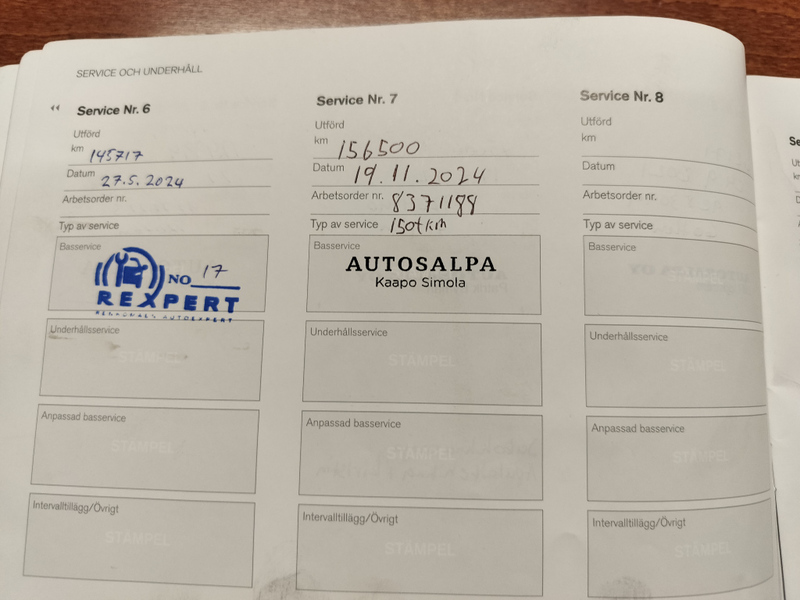 SERVICE OCH UNDERHÅLL
Service Nr. 6
Utförd
km 145717
Datum 27.5.2024
Arbetsorder nr.
Typ av service
Basservice
NO 17
REXPERT
Underhållsservice
STÄMPEL
Anpassad basservice
STÄMPEL
Intervalltillägg/Övrigt
STÄMPEL
Service Nr. 7
Utförd
km 156500
Datum 19.11.2024
Arbetsorder nr. 8371188
Typ av service 150tkm
Basservice
AUTOSALPA
Kaapo Simola
Underhållsservice
STÄMPEL
Anpassad basservice
STÄMPEL
Intervalltillägg/Övrigt
STÄMPEL
Service Nr. 8
Utförd
km
Datum
Arbetsorder nr.
Typ av service
Basservice
Underhållsservice
STÄMPEL
Anpassad basservice
STÄMPEL
Intervalltillägg/Övrigt
STÄMPEL